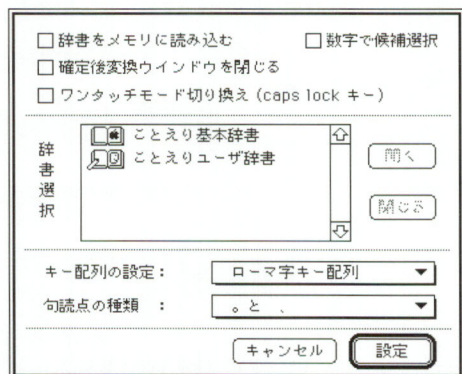 辞書をメモリに読み込む 数字で候補選択
確定後変換ウインドウを閉じる
ワンタッチモード切り換え (caps lock キー)
辞書選択
ことえり基本辞書
ことえりユーザ辞書
開く
閉じる
キー配列の設定： ローマ字キー配列
句読点の種類 ： 。と 、
キャンセル 設定